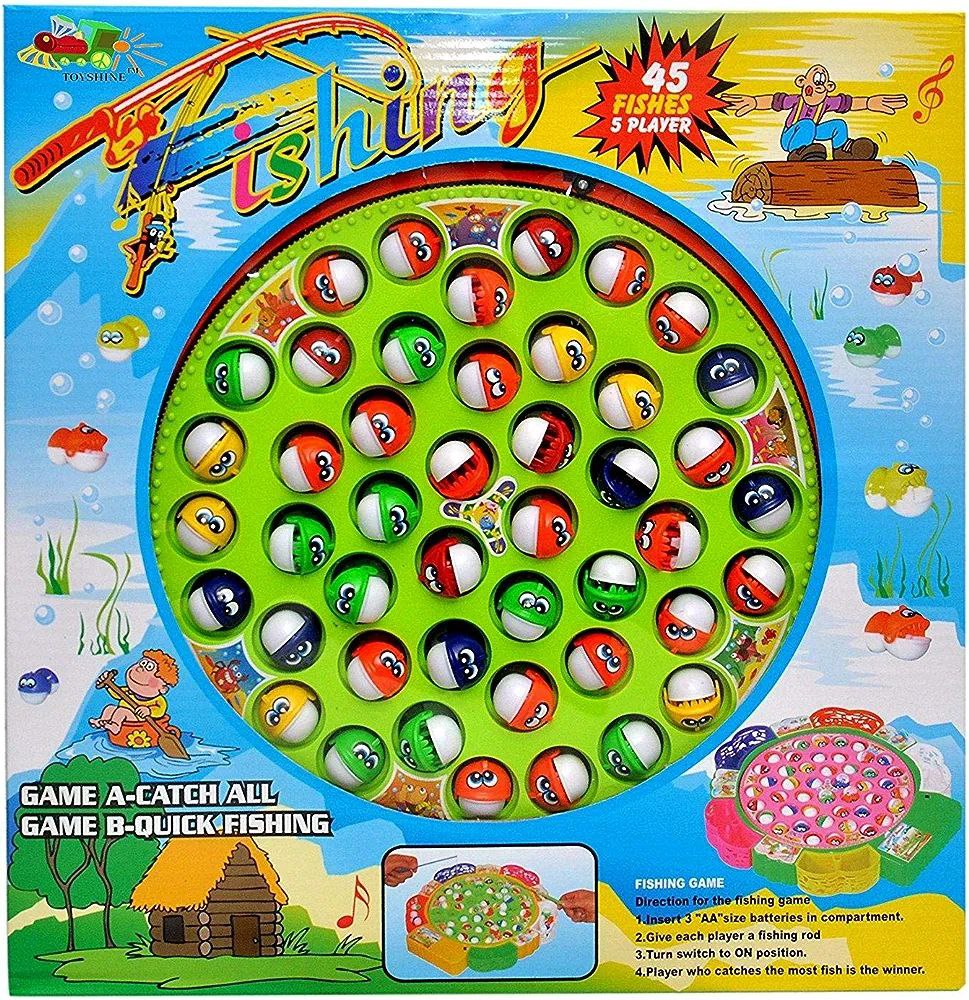 TOYSHINE TM
Fishing
45
FISHES
5 PLAYER
GAME A-CATCH ALL
GAME B-QUICK FISHING
FISHING GAME
Direction for the fishing game
1.Insert 3 "AA"size batteries in compartment.
2.Give each player a fishing rod
3.Turn switch to ON position.
4.Player who catches the most fish is the winner.